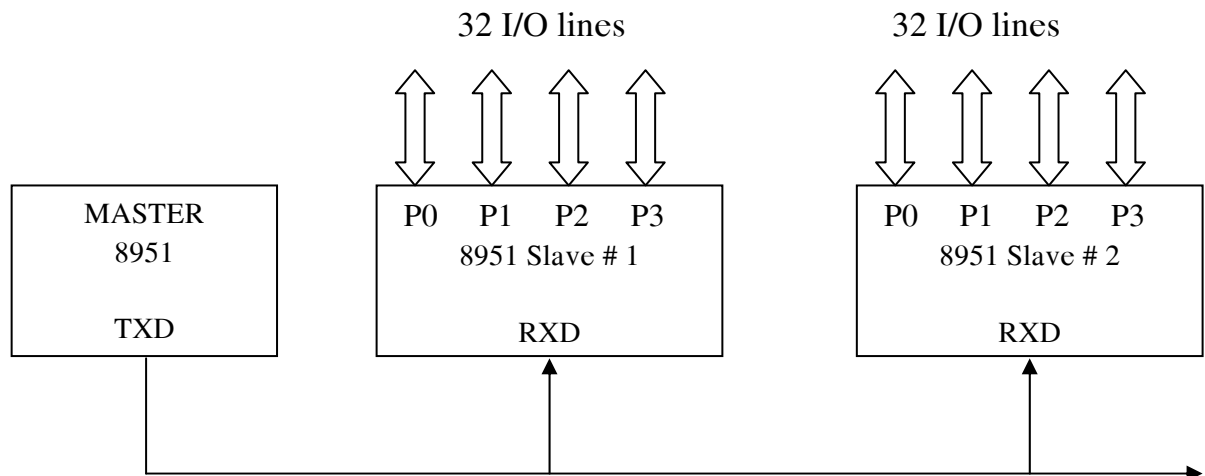 32 I/O lines
32 I/O lines
MASTER
8951
TXD
P0 P1 P2 P3
8951 Slave # 1
RXD
P0 P1 P2 P3
8951 Slave # 2
RXD